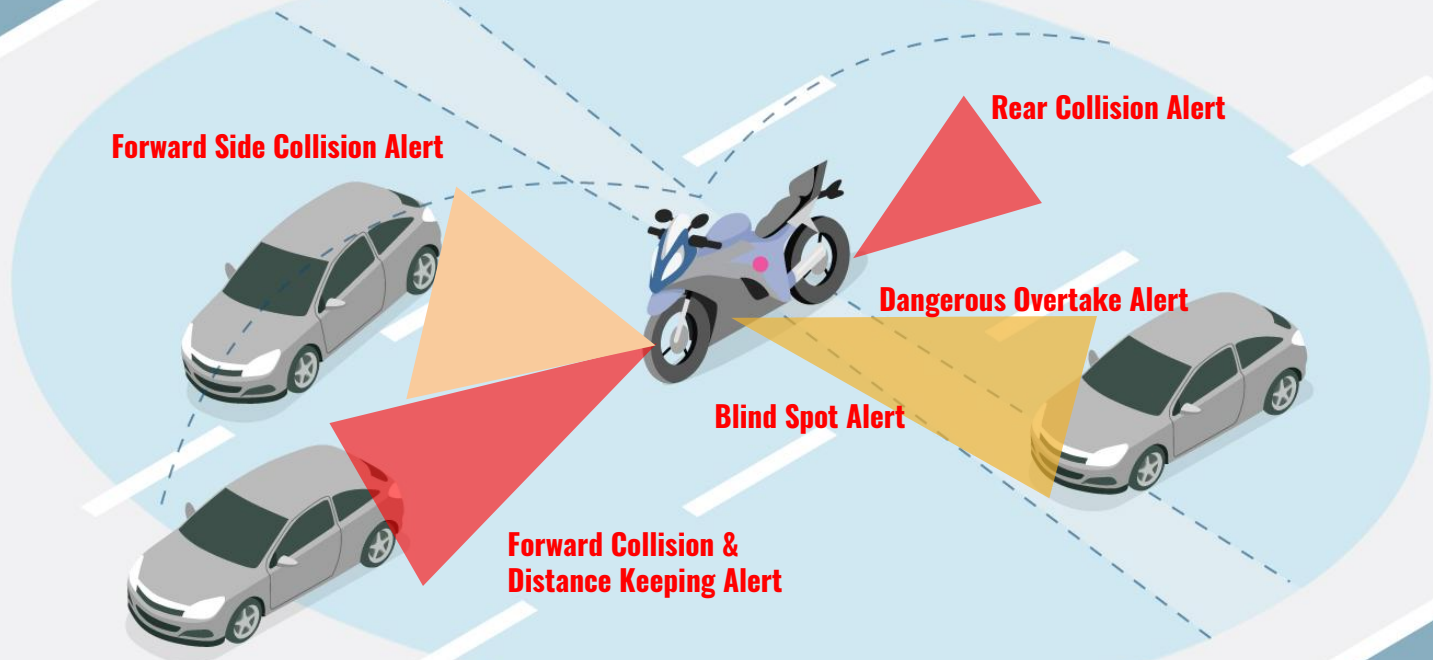 Rear Collision Alert
Forward Side Collision Alert
Dangerous Overtake Alert
Blind Spot Alert
Forward Collision &
Distance Keeping Alert